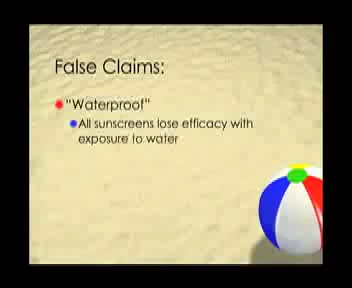 False Claims:
"Waterproof"
All sunscreens lose efficacy with
exposure to water